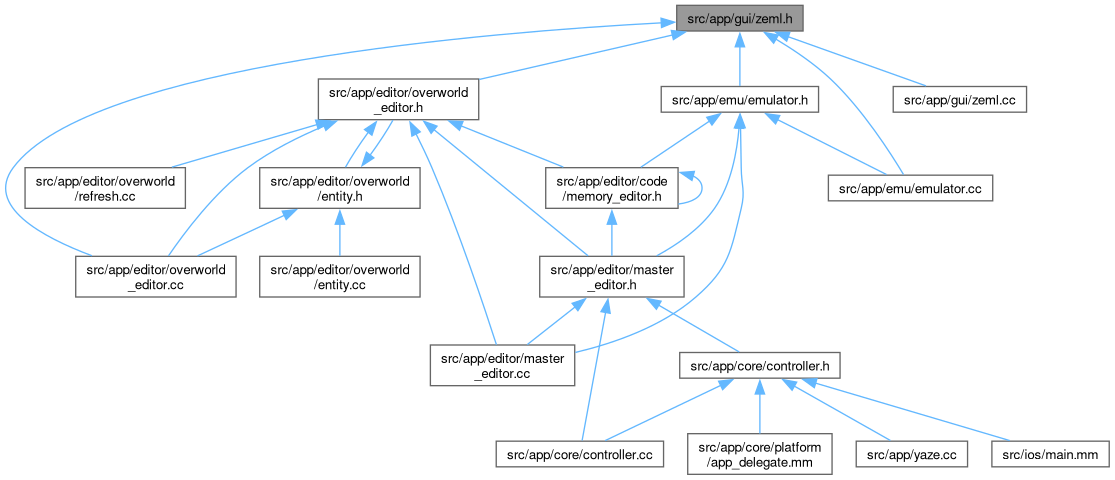 src/app/gui/zeml.h
src/app/editor/overworld
_editor.h
src/app/emu/emulator.h
src/app/gui/zeml.cc
src/app/editor/overworld
/refresh.cc
src/app/editor/overworld
/entity.h
src/app/editor/code
/memory_editor.h
src/app/emu/emulator.cc
src/app/editor/overworld
_editor.cc
src/app/editor/overworld
/entity.cc
src/app/editor/master
_editor.h
src/app/editor/master
_editor.cc
src/app/core/controller.h
src/app/core/controller.cc
src/app/core/platform
/app_delegate.mm
src/app/yaze.cc
src/ios/main.mm